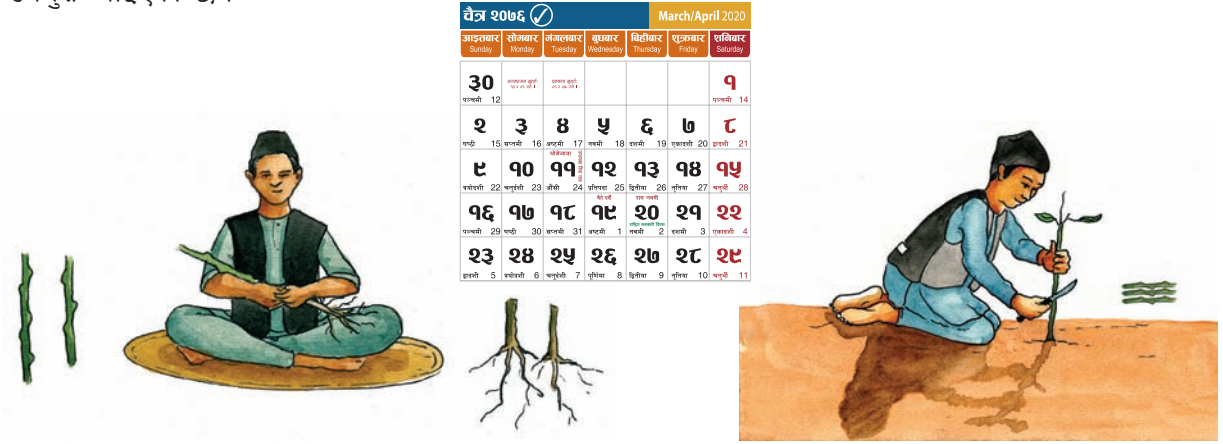 चैत्र २०७६ March/April 2020
आइतबार सोमबार मंगलबार बुधबार बिहीबार शुक्रबार शनिबार
Sunday Monday Tuesday Wednesday Thursday Friday Saturday
३० १
पञ्चमी 12 पञ्चमी 14
२ ३ ४ ५ ६ ७ ८
षष्ठी 15 सप्तमी 16 अष्टमी 17 नवमी 18 दशमी 19 एकादशी 20 द्वादशी 21
घोडेजात्रा
९ १० ११ १२ १३ १४ १५
त्रयोदशी 22 चतुर्दशी 23 औंसी 24 प्रतिपदा 25 द्वितीया 26 तृतिया 27 चतुर्थी 28
चैते दशैं राम नवमी
१६ १७ १८ १९ २० २१ २२
पञ्चमी 29 षष्ठी 30 सप्तमी 31 अष्टमी 1 नवमी 2 दशमी 3 एकादशी 4
२३ २४ २५ २६ २७ २८ २९
द्वादशी 5 त्रयोदशी 6 चतुर्दशी 7 पूर्णिमा 8 द्वितीया 9 तृतिया 10 चतुर्थी 11